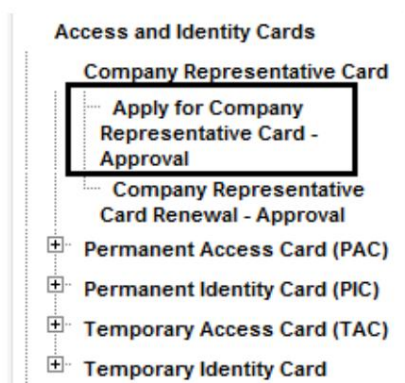 Access and Identity Cards
Company Representative Card
Apply for Company
Representative Card -
Approval
Company Representative
Card Renewal - Approval
Permanent Access Card (PAC)
Permanent Identity Card (PIC)
Temporary Access Card (TAC)
Temporary Identity Card